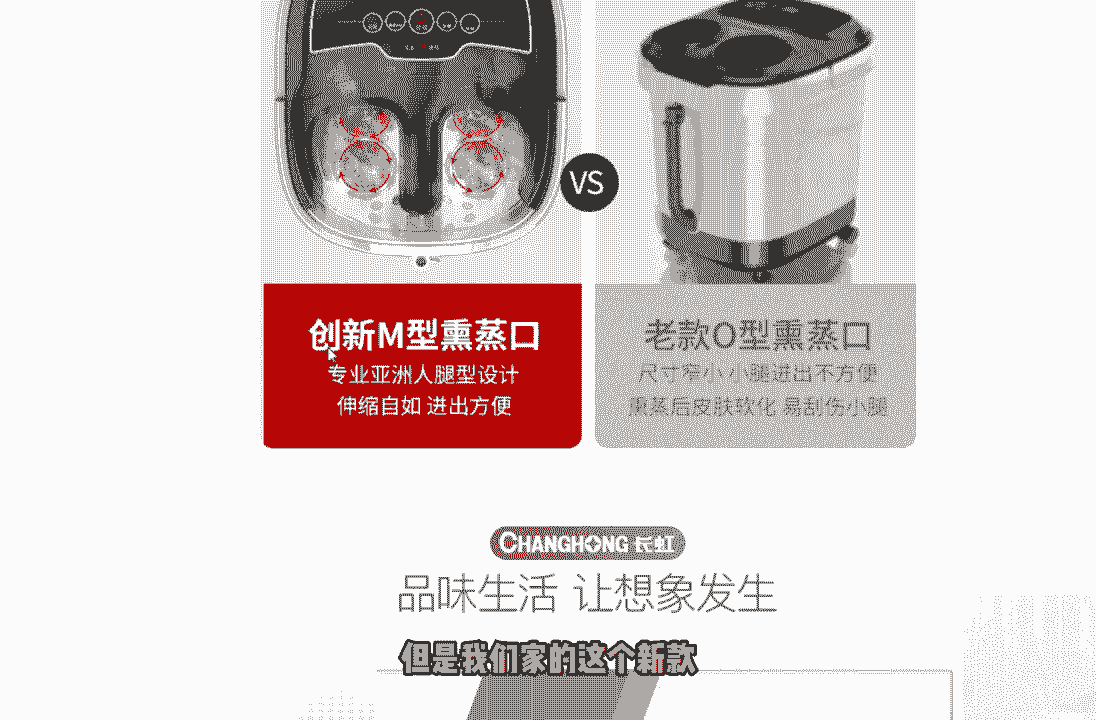 VS
创新M型熏蒸口
专业亚洲人腿型设计
伸缩自如 进出方便
老款O型熏蒸口
尺寸窄小 小腿进出不方便
熏蒸后皮肤软化 易刮伤小腿
CHANGHONG 长虹
品味生活 让想象发生
但是我们家的这个新款